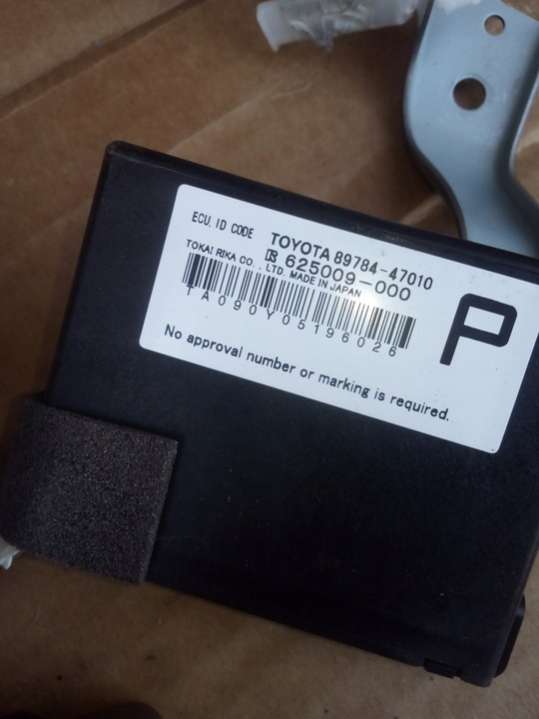 ECU. ID CODE TOYOTA 89784-47010
625009-000
TOKAI RIKA CO., LTD. MADE IN JAPAN
1A090Y05196026
P
No approval number or marking is required.